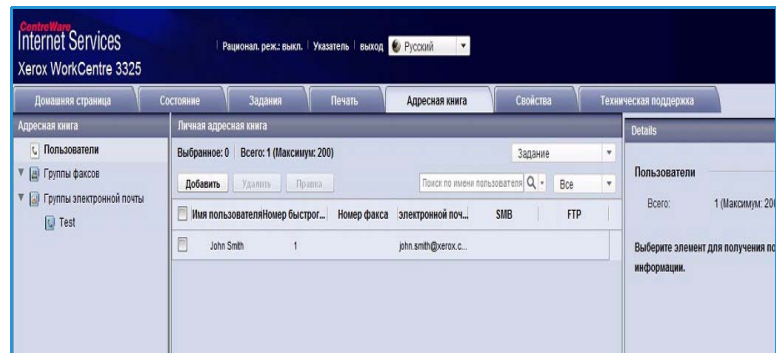 CentreWare
Internet Services
Xerox WorkCentre 3325
Рационал. реж.: выкл. | Указатель | выход Русский
Домашняя страница Состояние Задания Печать Адресная книга Свойства Техническая поддержка
Адресная книга
Пользователи
Группы факсов
Группы электронной почты
Test
Личная адресная книга
Выбранное: 0 Всего: 1 (Максимум: 200) Задание
Добавить Удалить Правка Поиск по имени пользователя Все
Имя пользователя Номер быстрог... Номер факса электронной поч... SMB FTP
John Smith 1 john.smith@xerox.c...
Details
Пользователи
Всего: 1 (Максимум: 200
Выберите элемент для получения по
информации.